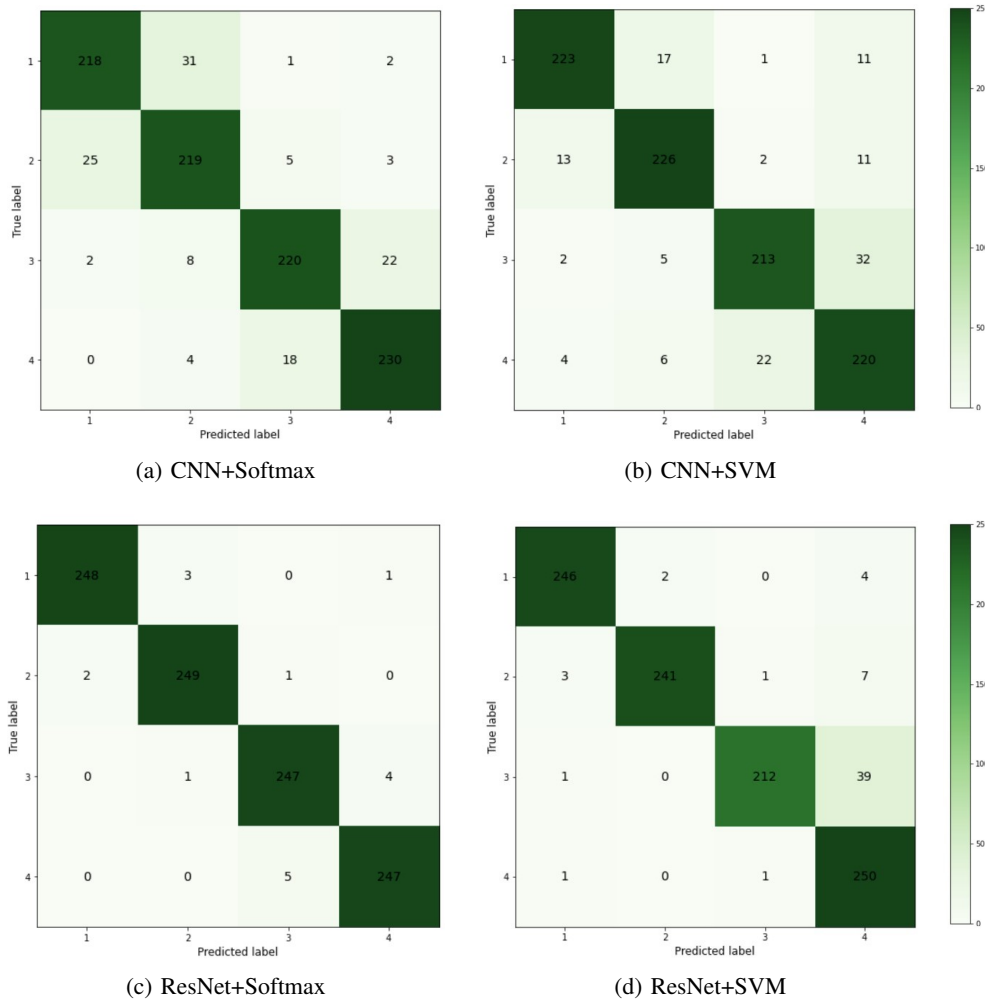 1 218 31 1 2
2 25 219 5 3
3 2 8 220 22
4 0 4 18 230
1 2 3 4
True label
Predicted label
(a) CNN+Softmax
1 223 17 1 11
2 13 226 2 11
3 2 5 213 32
4 4 6 22 220
1 2 3 4
True label
Predicted label
(b) CNN+SVM
50
0
1 248 3 0 1
2 2 249 1 0
3 0 1 247 4
4 0 0 5 247
1 2 3 4
True label
Predicted label
(c) ResNet+Softmax
1 246 2 0 4
2 3 241 1 7
3 1 0 212 39
4 1 0 1 250
1 2 3 4
True label
Predicted label
(d) ResNet+SVM
50
0